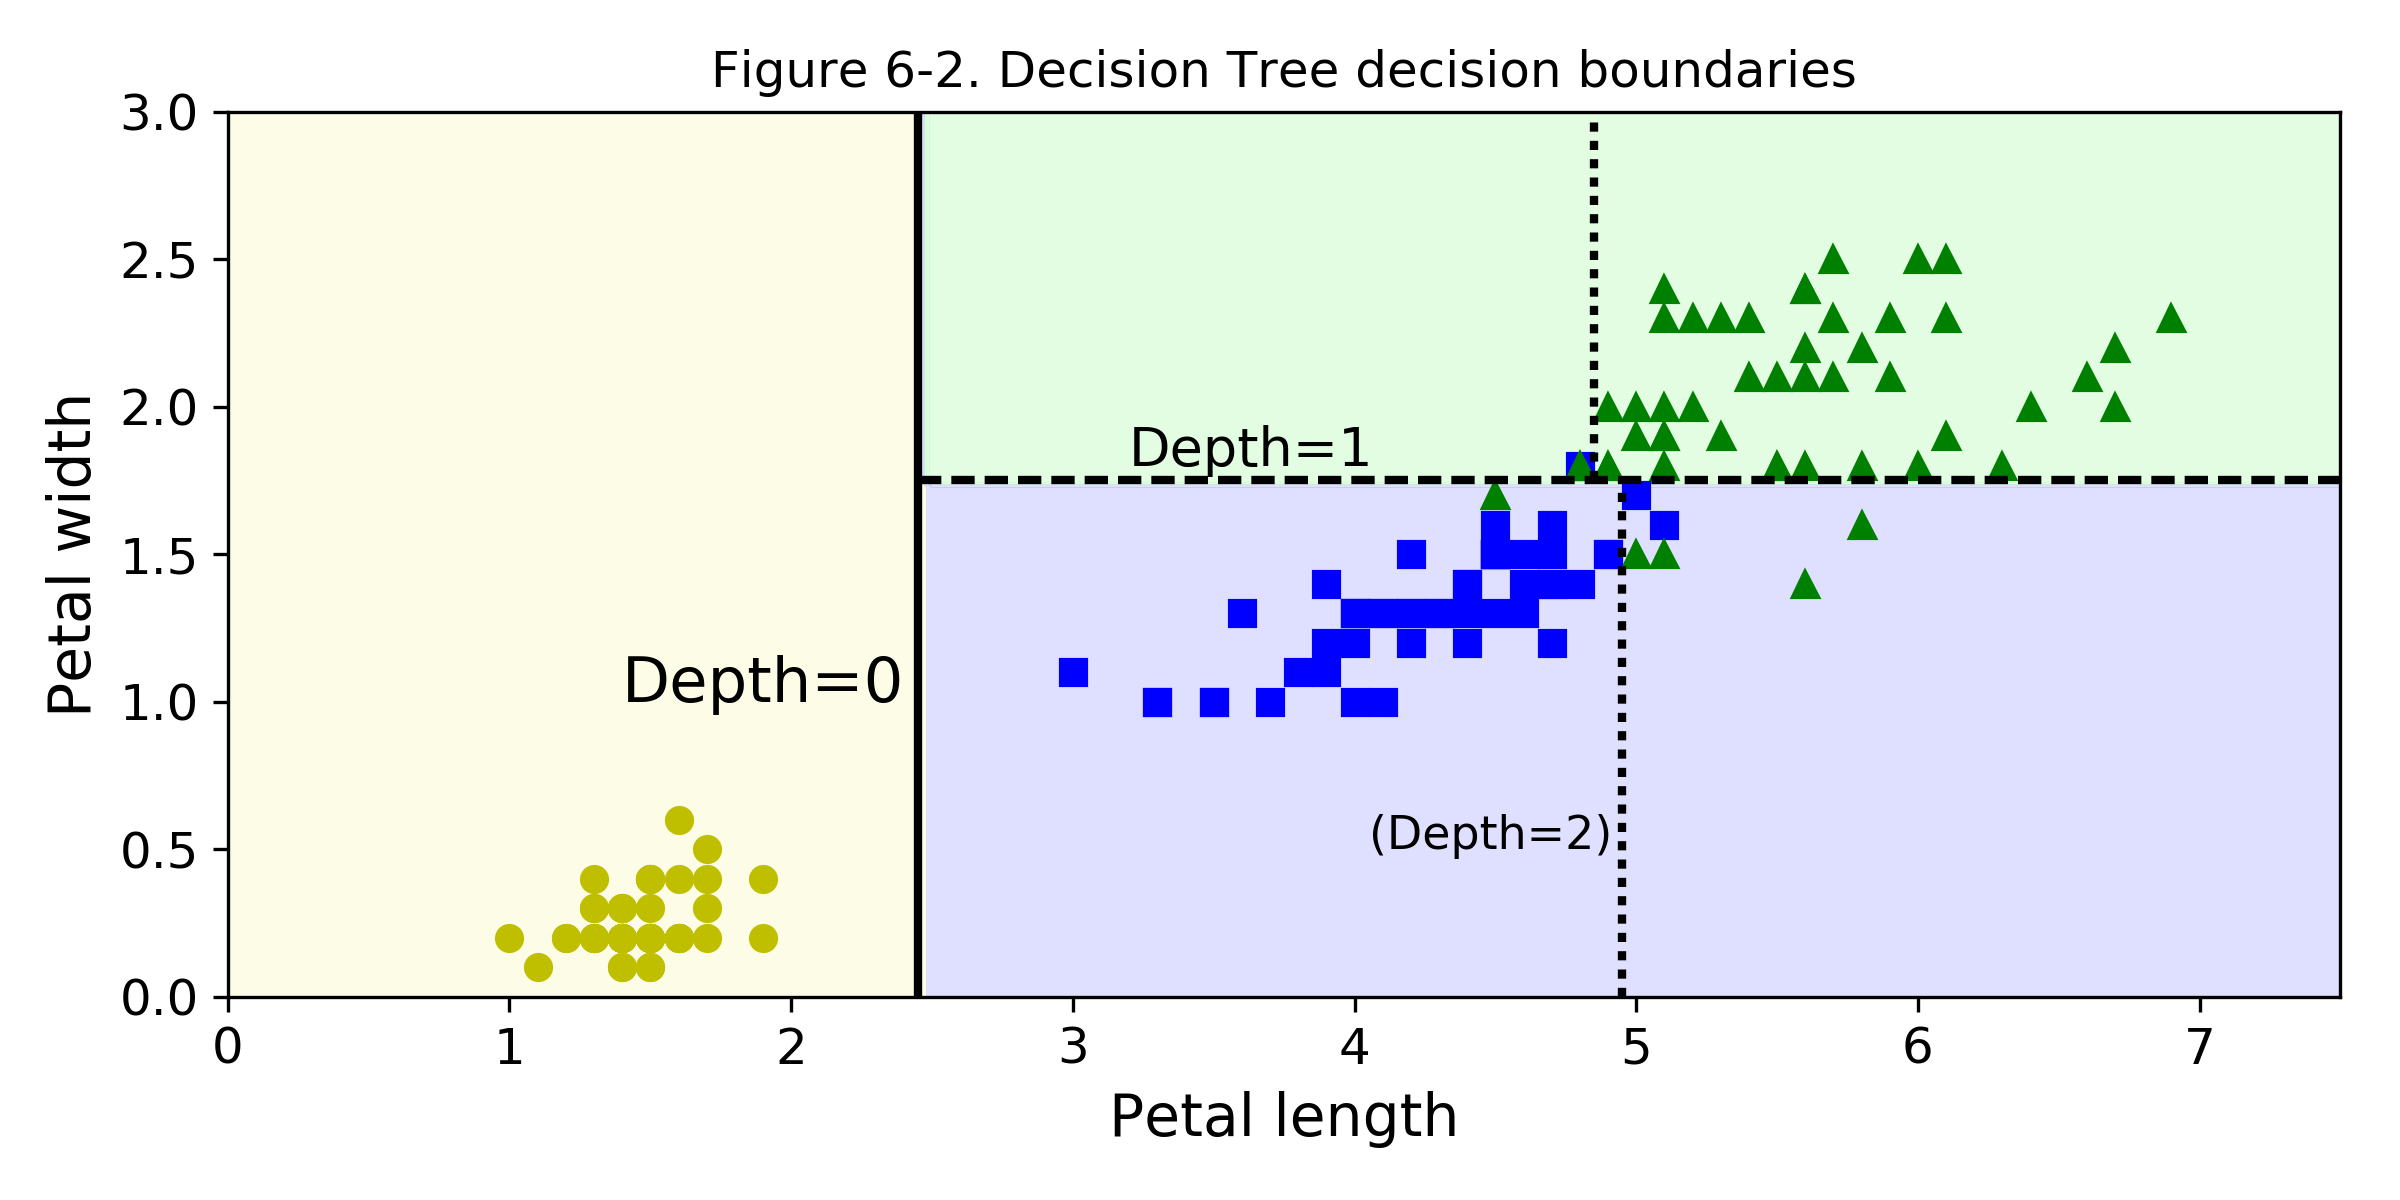 Figure 6-2. Decision Tree decision boundaries
3.0
2.5
2.0
1.5
1.0
0.5
0.0
Petal width
Depth=1
Depth=0
(Depth=2)
0 1 2 3 4 5 6 7
Petal length